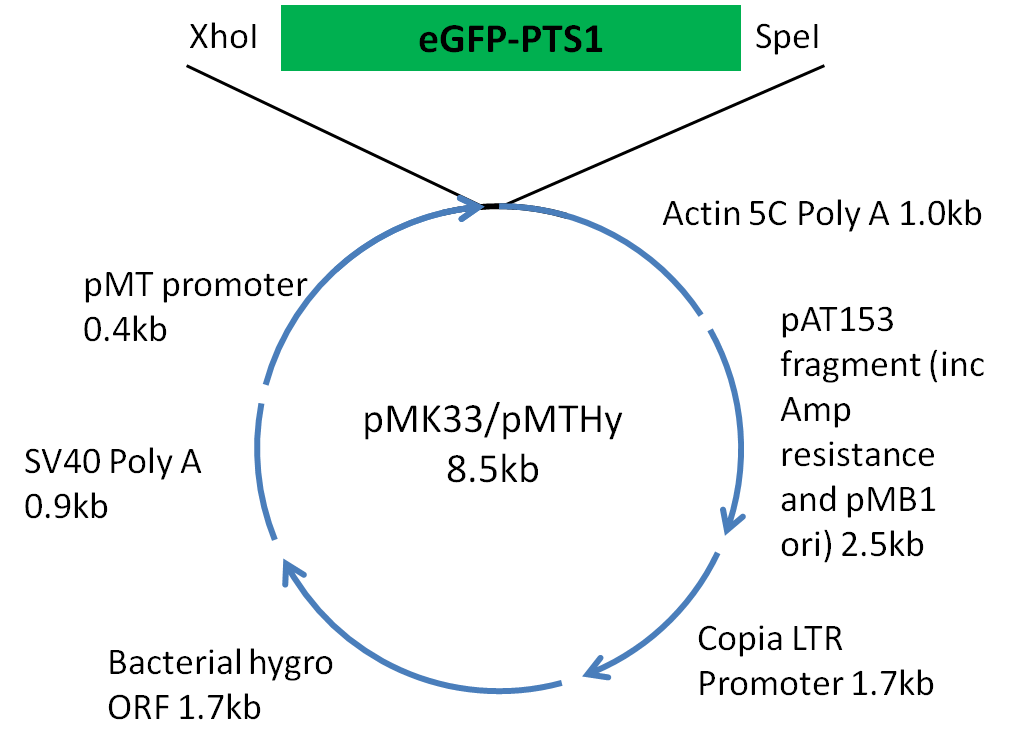 XhoI
eGFP-PTS1
SpeI
Actin 5C Poly A 1.0kb
pMT promoter
0.4kb
pAT153
fragment (inc
Amp
resistance
and pMB1
ori) 2.5kb
pMK33/pMTHy
8.5kb
SV40 Poly A
0.9kb
Copia LTR
Promoter 1.7kb
Bacterial hygro
ORF 1.7kb